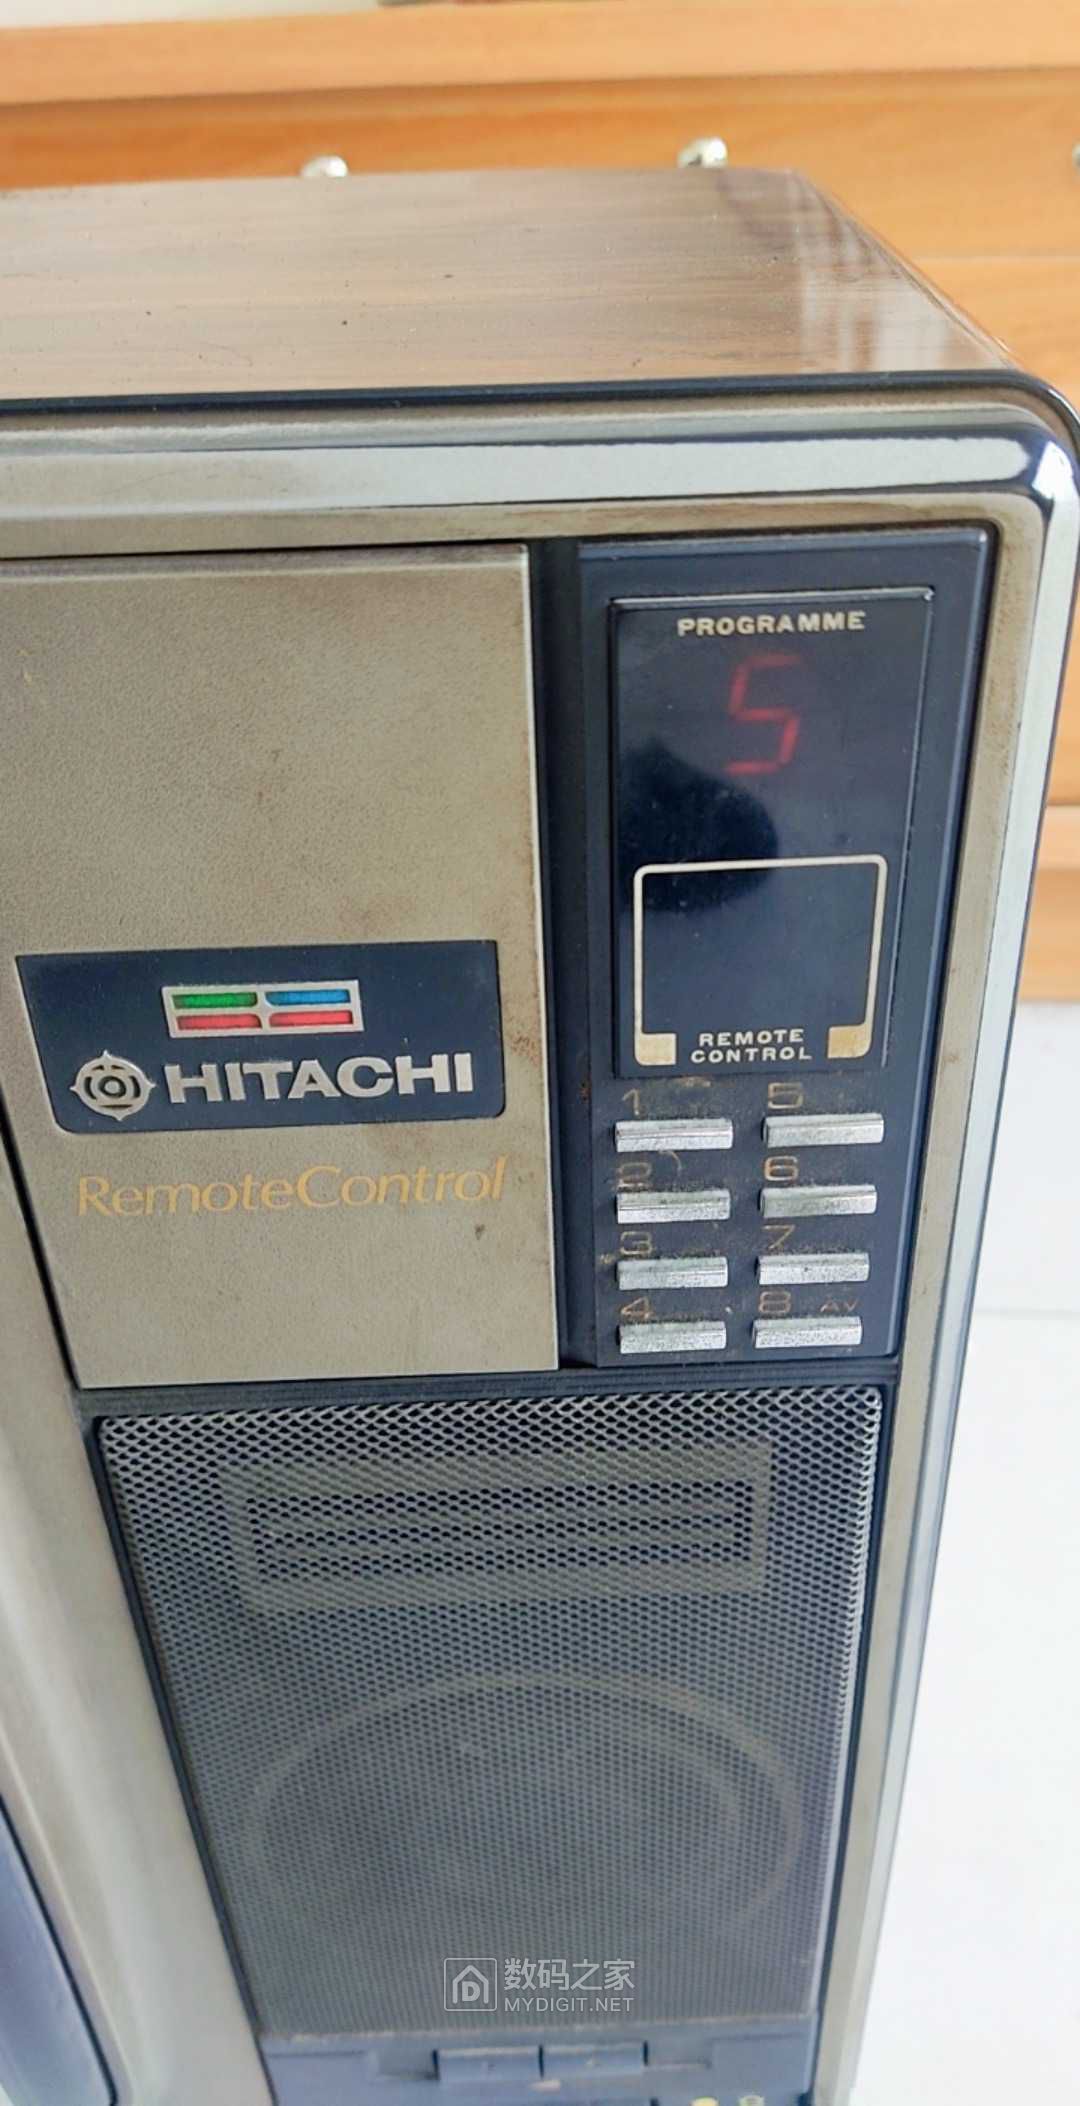 PROGRAMME
5
REMOTE
CONTROL
HITACHI
RemoteControl
1 5
2 6
3 7
4 8 AV
数码之家
MYDIGIT.NET